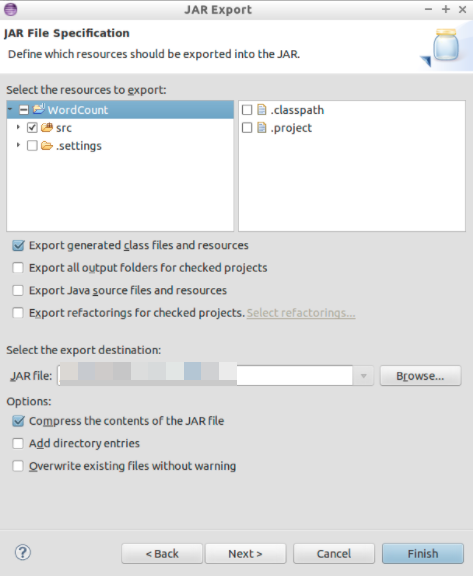 JAR Export
JAR File Specification
Define which resources should be exported into the JAR.
Select the resources to export:
WordCount
src
.settings
.classpath
.project
Export generated class files and resources
Export all output folders for checked projects
Export Java source files and resources
Export refactorings for checked projects. Select refactorings...
Select the export destination:
JAR file:
Browse...
Options:
Compress the contents of the JAR file
Add directory entries
Overwrite existing files without warning
?
< Back
Next >
Cancel
Finish